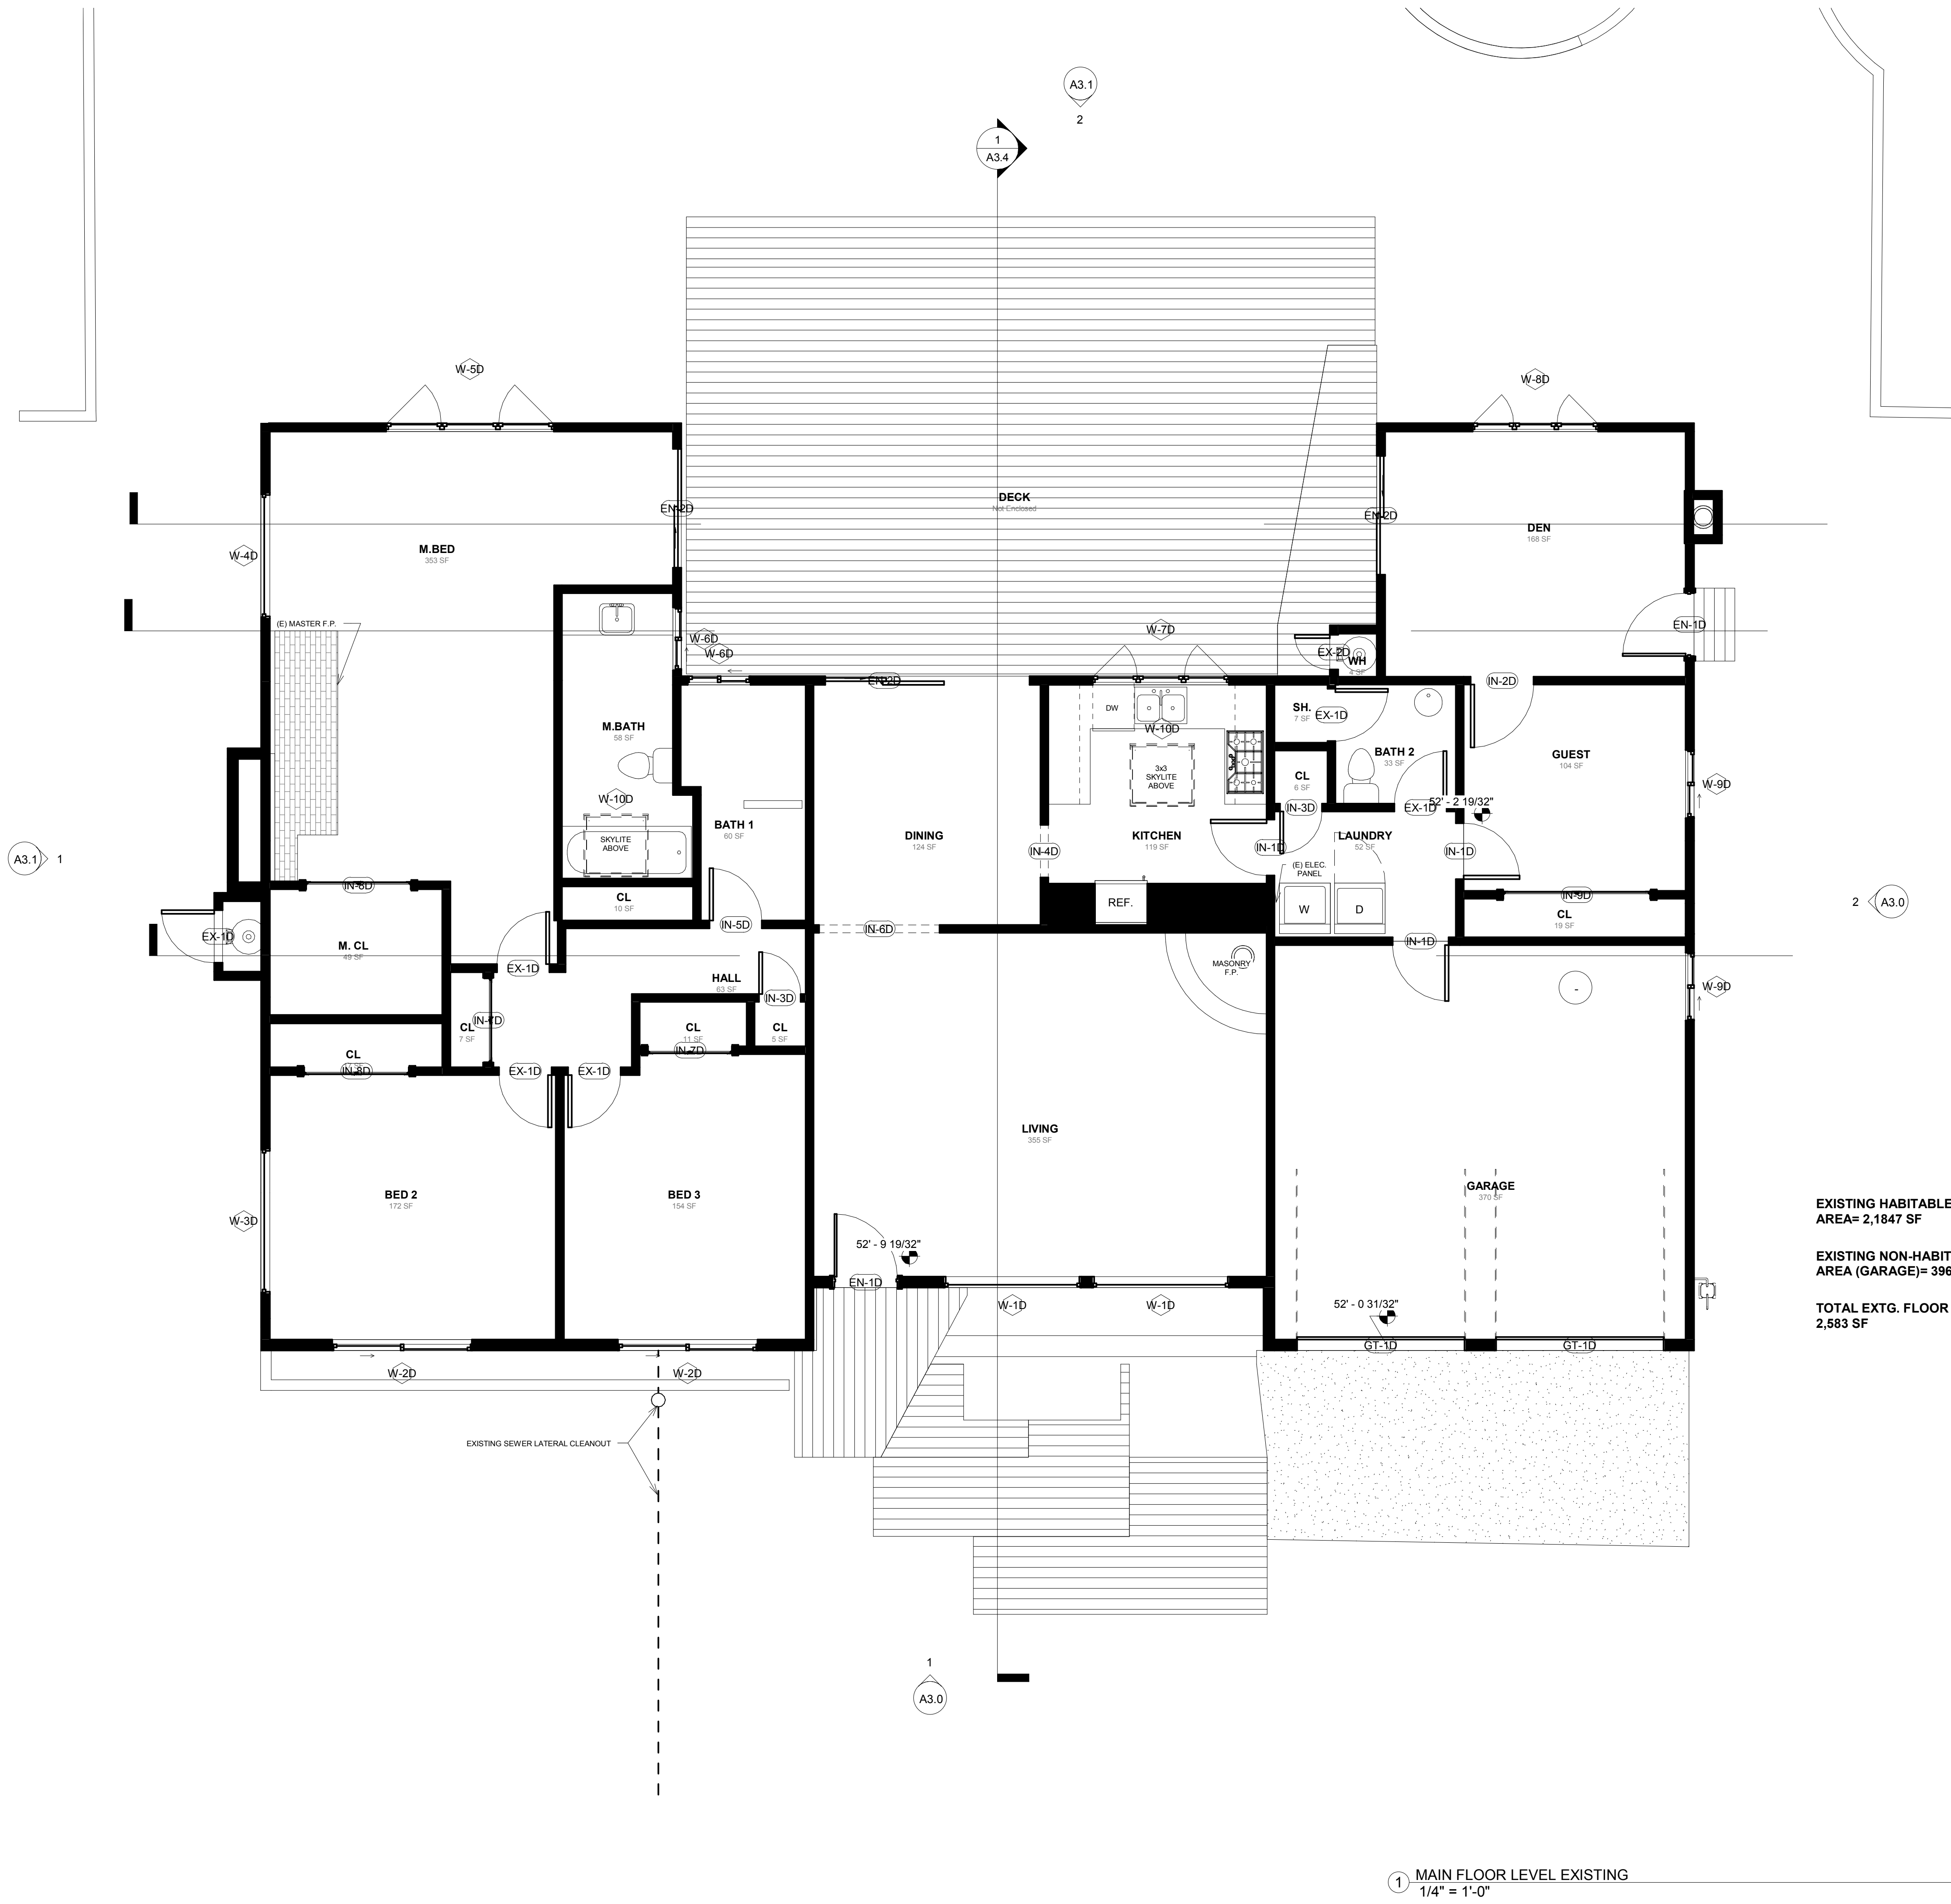 A3.1
2
1
A3.4
W-5D
W-8D
DECK
Not Enclosed
EN-2D
EN-2D
DEN
168 SF
M.BED
353 SF
W-4D
(E) MASTER F.P.
W-6D
W-6D
W-7D
EX-2D
WH
4 SF
EN-1D
EN-2D
IN-2D
DW
SH.
7 SF
EX-1D
M.BATH
58 SF
W-10D
3x3
SKYLITE
ABOVE
BATH 2
33 SF
GUEST
104 SF
CL
6 SF
W-9D
W-10D
SKYLITE
ABOVE
BATH 1
60 SF
DINING
124 SF
KITCHEN
119 SF
IN-3D
EX-1D
52' - 2 19/32"
LAUNDRY
52 SF
IN-4D
IN-1D
IN-1D
A3.1
1
(E) ELEC.
PANEL
IN-8D
CL
10 SF
REF.
W
D
IN-9D
CL
19 SF
2
A3.0
IN-5D
IN-6D
EX-1D
M. CL
49 SF
IN-1D
EX-1D
HALL
63 SF
MASONRY
F.P.
IN-3D
W-9D
-
CL
7 SF
IN-7D
CL
11 SF
IN-7D
CL
5 SF
CL
IN-8D
EX-1D
EX-1D
LIVING
355 SF
BED 2
172 SF
BED 3
154 SF
GARAGE
370 SF
W-3D
52' - 9 19/32"
EN-1D
W-1D
W-1D
52' - 0 31/32"
GT-1D
GT-1D
W-2D
W-2D
EXISTING HABITABLE
AREA= 2,1847 SF
EXISTING NON-HABIT
AREA (GARAGE)= 396
TOTAL EXTG. FLOOR
2,583 SF
EXISTING SEWER LATERAL CLEANOUT
1
A3.0
1
MAIN FLOOR LEVEL EXISTING
1/4" = 1'-0"